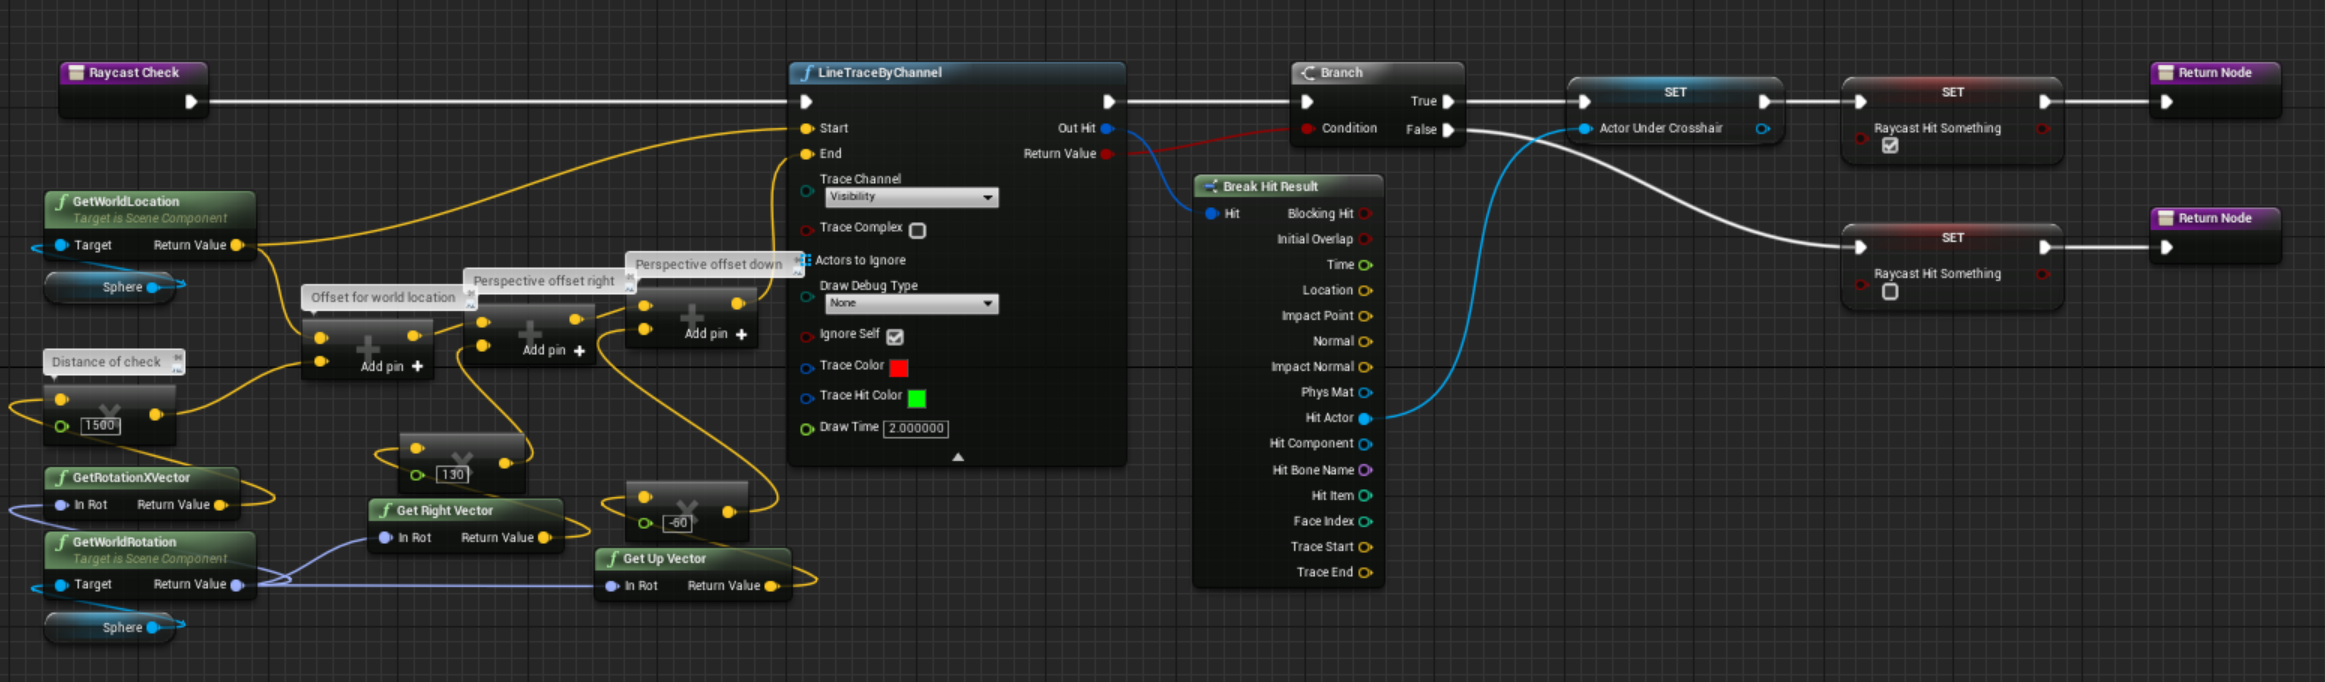 Raycast Check
LineTraceByChannel
Start
Out Hit
End
Return Value
Trace Channel
Visibility
Trace Complex
Actors to Ignore
Draw Debug Type
None
Ignore Self
Trace Color
Trace Hit Color
Draw Time 2.000000
Branch
True
Condition
False
SET
Actor Under Crosshair
SET
Raycast Hit Something
Return Node
SET
Raycast Hit Something
Return Node
Break Hit Result
Hit
Blocking Hit
Initial Overlap
Time
Location
Impact Point
Normal
Impact Normal
Phys Mat
Hit Actor
Hit Component
Hit Bone Name
Hit Item
Face Index
Trace Start
Trace End
GetWorldLocation
Target is Scene Component
Target Return Value
Sphere
Offset for world location
Add pin
Perspective offset right
Add pin
Perspective offset down
Add pin
Distance of check
1500
GetRotationXVector
In Rot Return Value
GetWorldRotation
Target is Scene Component
Target Return Value
Sphere
130
Get Right Vector
In Rot Return Value
-60
Get Up Vector
In Rot Return Value